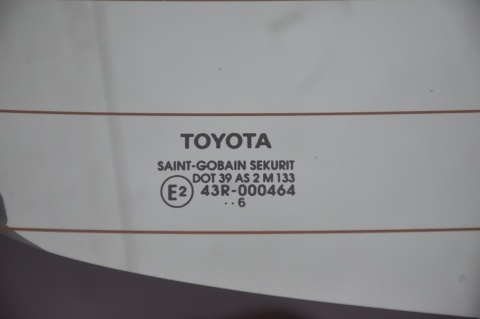 TOYOTA
SAINT-GOBAIN SEKURIT
DOT 39 AS 2 M 133
E2 43R-000464
··6